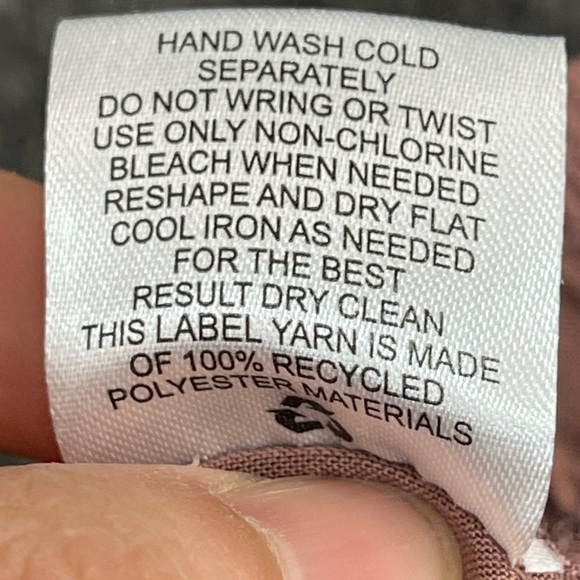 HAND WASH COLD
SEPARATELY
DO NOT WRING OR TWIST
USE ONLY NON-CHLORINE
BLEACH WHEN NEEDED
RESHAPE AND DRY FLAT
COOL IRON AS NEEDED
FOR THE BEST
RESULT DRY CLEAN
THIS LABEL YARN IS MADE
OF 100% RECYCLED
POLYESTER MATERIALS